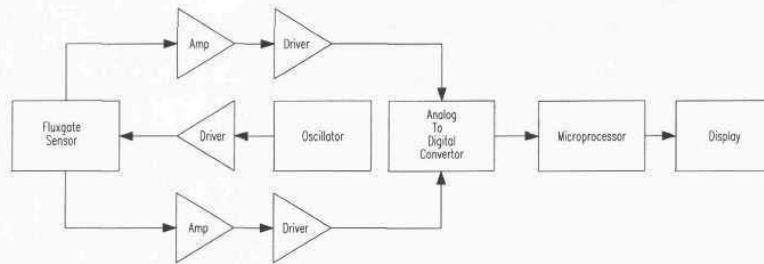 Amp
Driver
Fluxgate
Sensor
Driver
Oscillator
Analog
To
Digital
Convertor
Microprocessor
Display
Amp
Driver